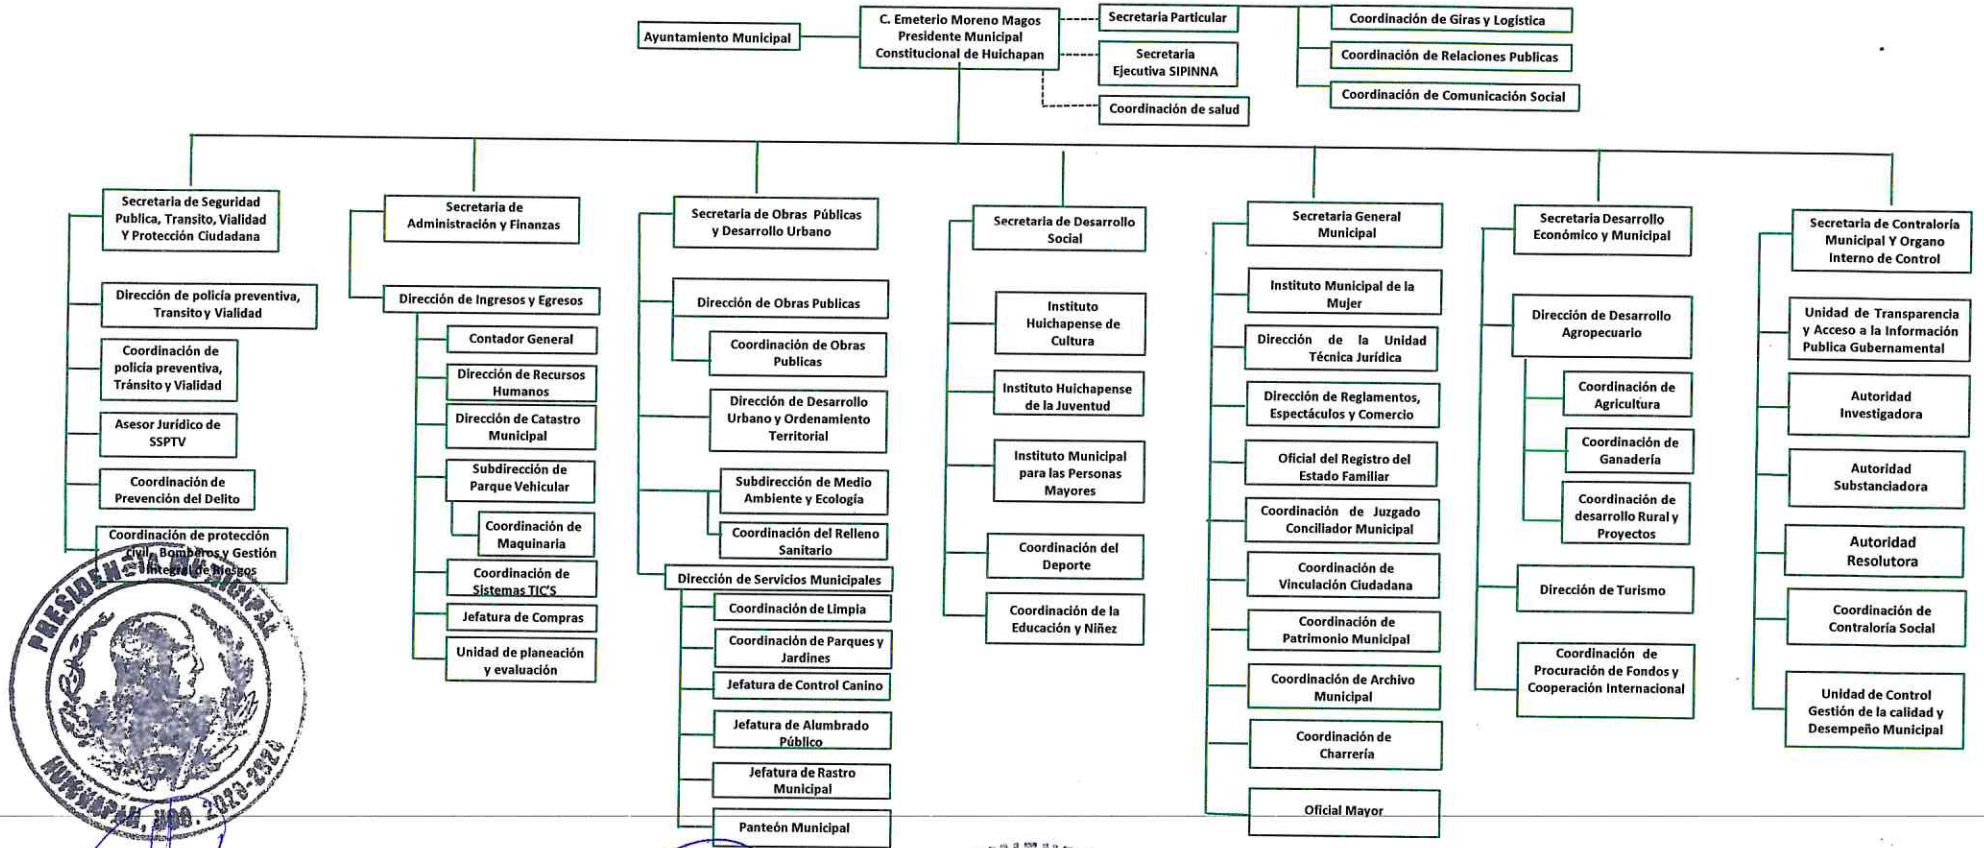 Ayuntamiento Municipal
C. Emeterio Moreno Magos
Presidente Municipal
Constitucional de Huichapan
Secretaria Particular
Secretaria
Ejecutiva SIPINNA
Coordinación de salud
Coordinación de Giras y Logística
Coordinación de Relaciones Publicas
Coordinación de Comunicación Social
Secretaria de Seguridad
Publica, Transito, Vialidad
Y Protección Ciudadana
Dirección de policía preventiva,
Transito y Vialidad
Coordinación de
policía preventiva,
Tránsito y Vialidad
Asesor Jurídico de
SSPTV
Coordinación de
Prevención del Delito
Coordinación de protección
civil, Bomberos y Gestión
Integral de Riesgos
Secretaria de
Administración y Finanzas
Dirección de Ingresos y Egresos
Contador General
Dirección de Recursos
Humanos
Dirección de Catastro
Municipal
Subdirección de
Parque Vehicular
Coordinación de
Maquinaria
Coordinación de
Sistemas TIC'S
Jefatura de Compras
Unidad de planeación
y evaluación
Secretaria de Obras Públicas
y Desarrollo Urbano
Dirección de Obras Publicas
Coordinación de Obras
Publicas
Dirección de Desarrollo
Urbano y Ordenamiento
Territorial
Subdirección de Medio
Ambiente y Ecología
Coordinación del Relleno
Sanitario
Dirección de Servicios Municipales
Coordinación de Limpia
Coordinación de Parques y
Jardines
Jefatura de Control Canino
Jefatura de Alumbrado
Público
Jefatura de Rastro
Municipal
Panteón Municipal
Secretaria de Desarrollo
Social
Instituto
Huichapense de
Cultura
Instituto Huichapense
de la Juventud
Instituto Municipal
para las Personas
Mayores
Coordinación del
Deporte
Coordinación de la
Educación y Niñez
Secretaria General
Municipal
Instituto Municipal de la
Mujer
Dirección de la Unidad
Técnica Jurídica
Dirección de Reglamentos,
Espectáculos y Comercio
Oficial del Registro del
Estado Familiar
Coordinación de Juzgado
Conciliador Municipal
Coordinación de
Vinculación Ciudadana
Coordinación de
Patrimonio Municipal
Coordinación de Archivo
Municipal
Coordinación de
Charrería
Oficial Mayor
Secretaria Desarrollo
Económico y Municipal
Dirección de Desarrollo
Agropecuario
Coordinación de
Agricultura
Coordinación de
Ganadería
Coordinación de
desarrollo Rural y
Proyectos
Dirección de Turismo
Coordinación de
Procuración de Fondos y
Cooperación Internacional
Secretaria de Contraloría
Municipal Y Organo
Interno de Control
Unidad de Transparencia
y Acceso a la Información
Publica Gubernamental
Autoridad
Investigadora
Autoridad
Substanciadora
Autoridad
Resolutora
Coordinación de
Contraloría Social
Unidad de Control
Gestión de la calidad y
Desempeño Municipal
PRESIDENCIA MUNICIPAL
HUICHAPAN, HGO. 2020-2024